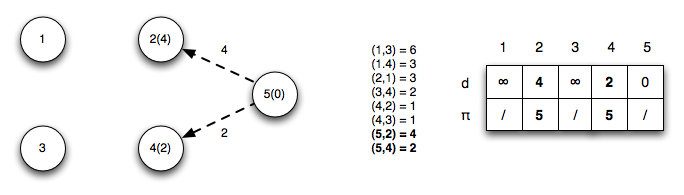 1
2(4)
4
5(0)
2
3
4(2)
(1,3) = 6
(1.4) = 3
(2,1) = 3
(3,4) = 2
(4,2) = 1
(4,3) = 1
(5,2) = 4
(5,4) = 2
1 2 3 4 5
d ∞ 4 ∞ 2 0
π / 5 / 5 /